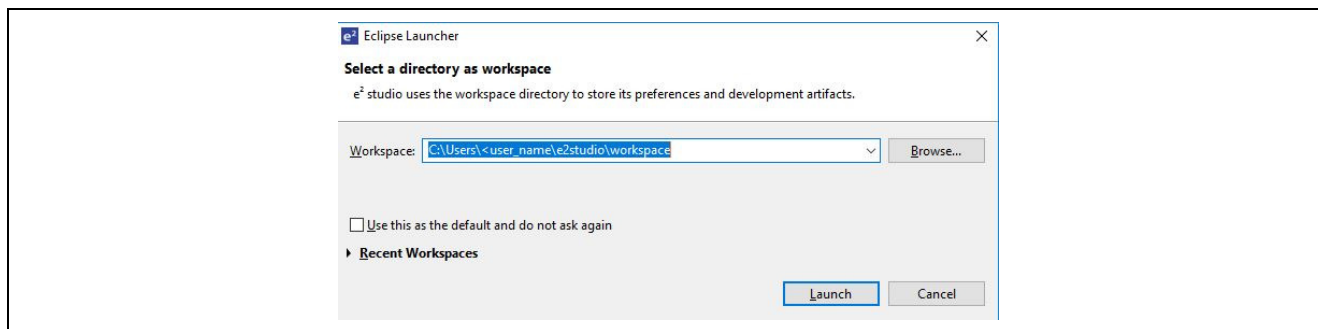 e² Eclipse Launcher
Select a directory as workspace
e² studio uses the workspace directory to store its preferences and development artifacts.
Workspace: C:\Users\<user_name\e2studio\workspace Browse...
Use this as the default and do not ask again
Recent Workspaces
Launch Cancel